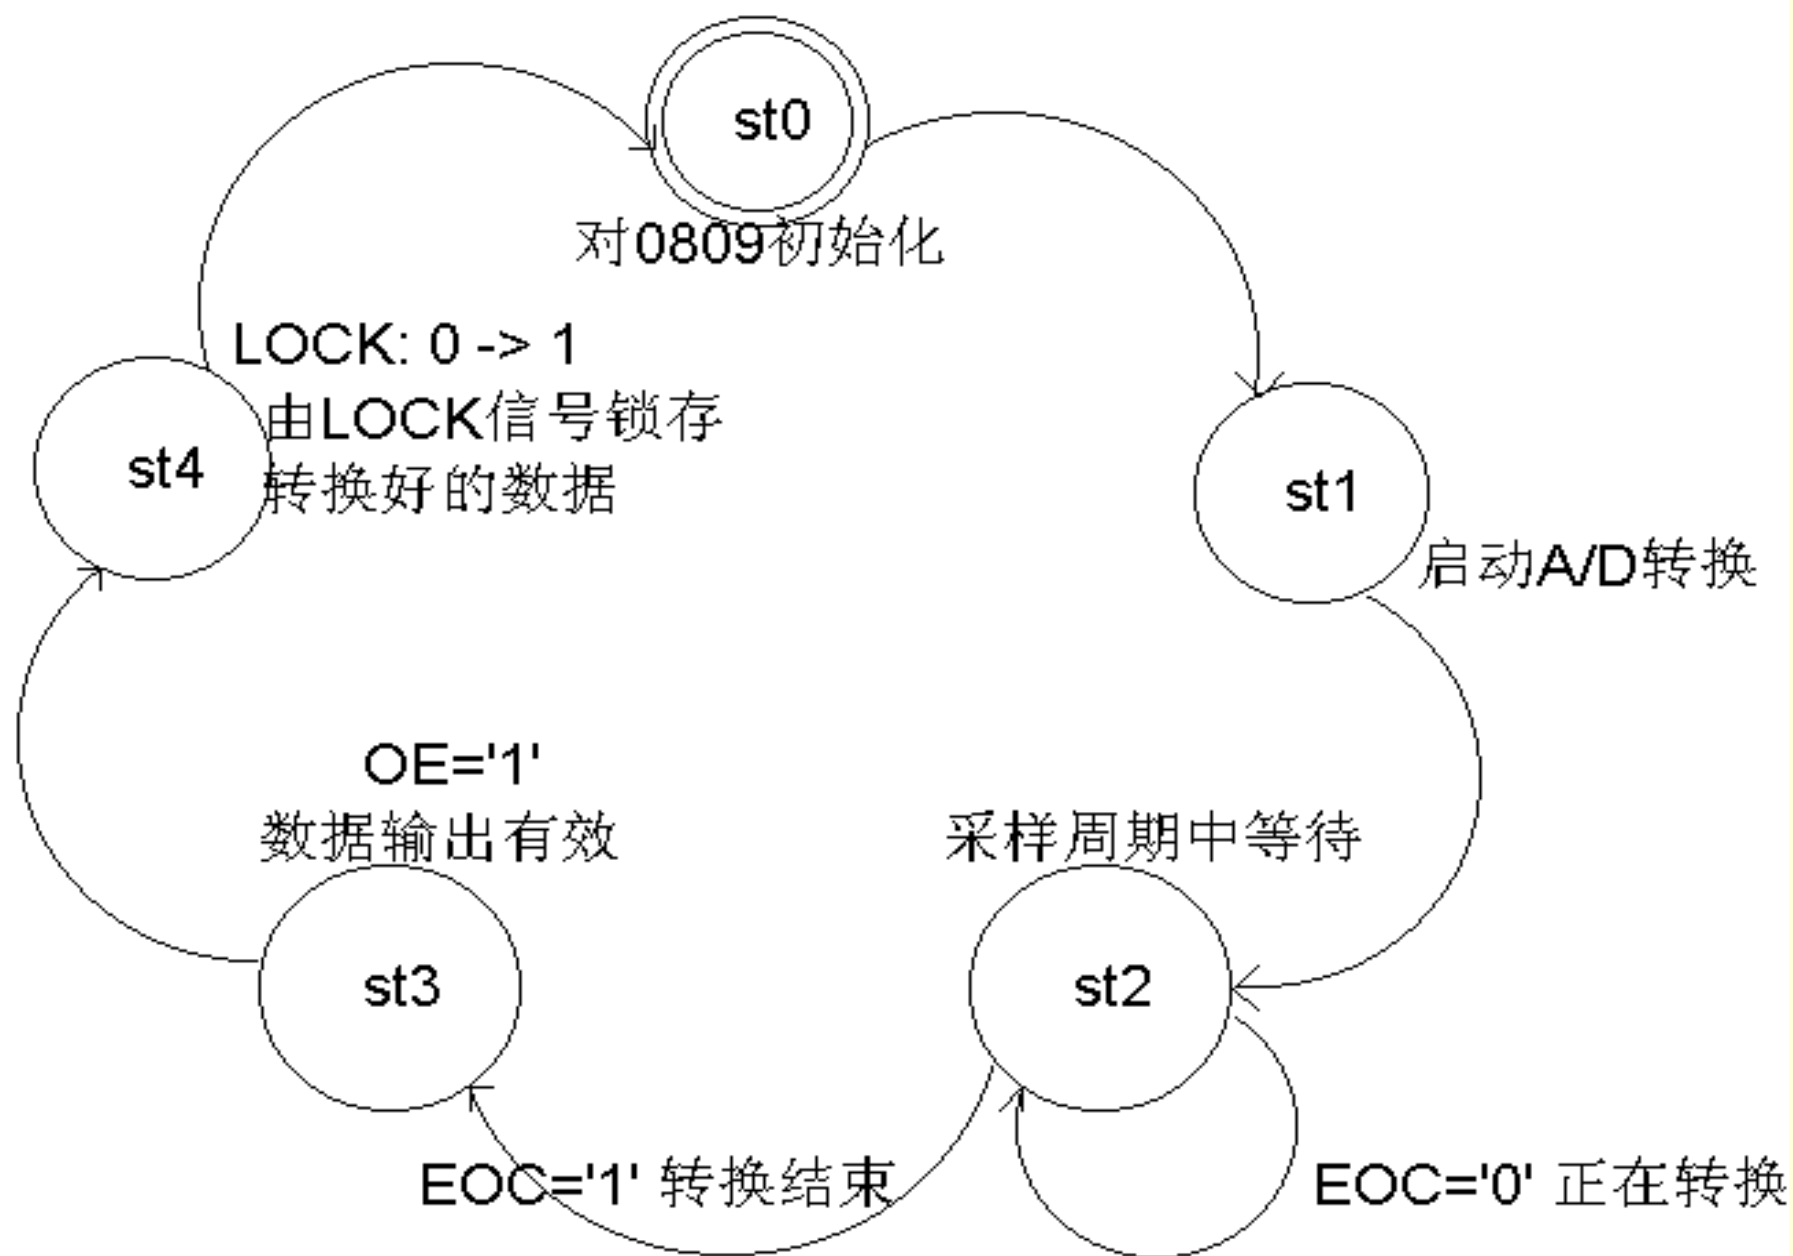 st0
对0809初始化
LOCK: 0 -> 1
由LOCK信号锁存
转换好的数据
st4
st1
启动A/D转换
OE='1'
数据输出有效
采样周期中等待
st3
st2
EOC='1' 转换结束
EOC='0' 正在转换